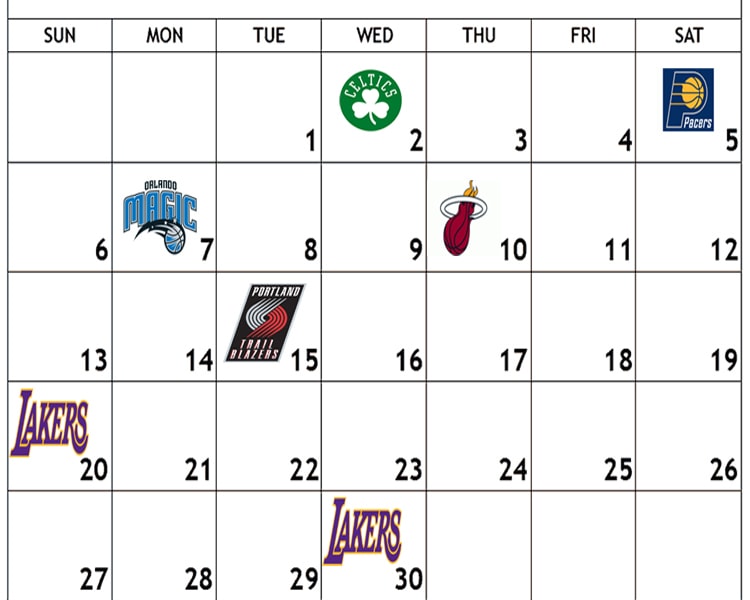 SUN MON TUE WED THU FRI SAT
CELTICS
Pacers
1 2 3 4 5
ORLANDO
MAGIC
6 7 8 9 10 11 12
PORTLAND
TRAIL
BLAZERS
13 14 15 16 17 18 19
LAKERS
20 21 22 23 24 25 26
LAKERS
27 28 29 30